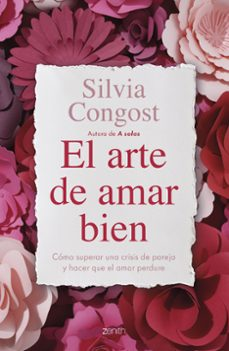 Silvia
Congost
Autora de A solas
El arte
de amar
bien
Cómo superar una crisis de pareja
y hacer que el amor perdure
zenith